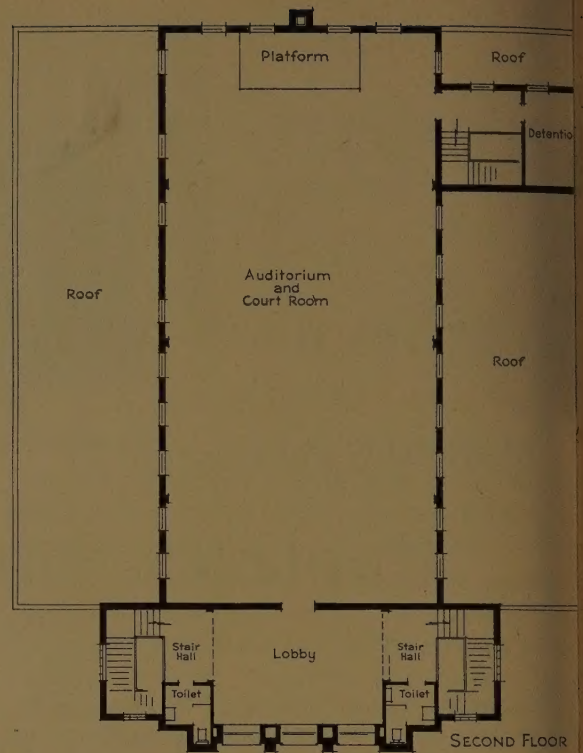 Platform
Roof
Detentio
Auditorium
and
Court Room
Roof
Roof
Stair
Hall
Lobby
Stair
Hall
Toilet
Toilet
SECOND FLOOR